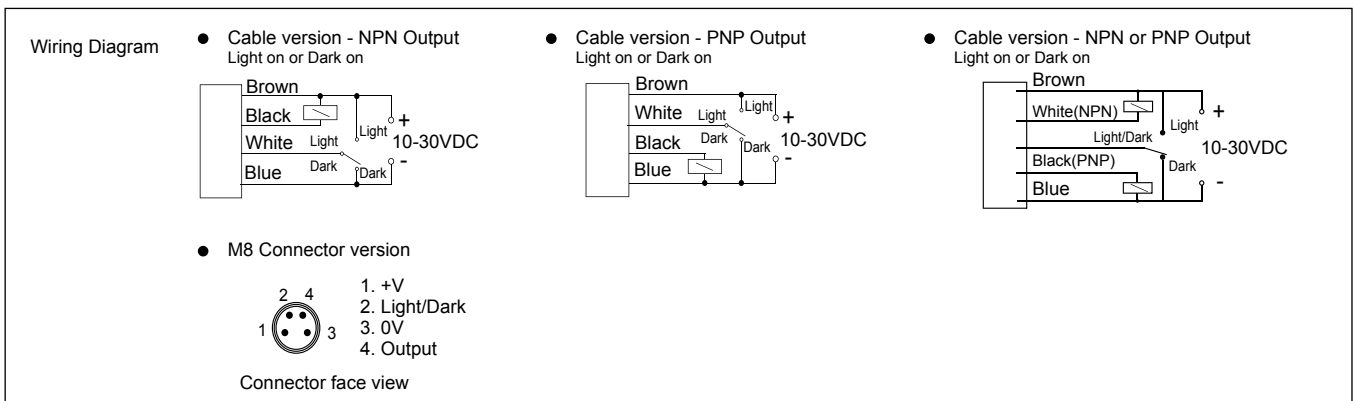 Wiring Diagram
● Cable version - NPN Output
Light on or Dark on
Brown
Black
White
Blue
Light
Dark
Light
Dark
+
10-30VDC
-
● Cable version - PNP Output
Light on or Dark on
Brown
White
Black
Blue
Light
Dark
Light
Dark
+
10-30VDC
-
● Cable version - NPN or PNP Output
Light on or Dark on
Brown
White(NPN)
Light/Dark
Black(PNP)
Blue
Light
Dark
+
10-30VDC
-
● M8 Connector version
2 4
1 3
1. +V
2. Light/Dark
3. 0V
4. Output
Connector face view